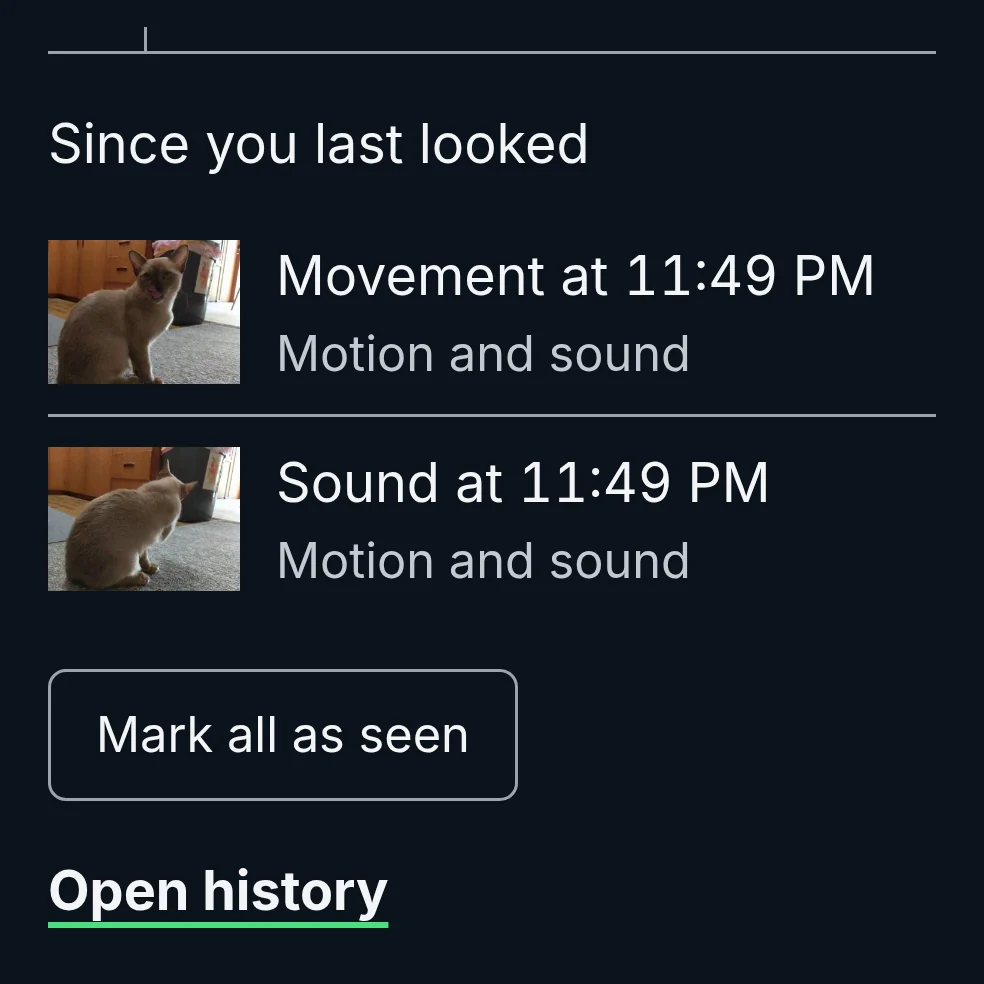 Since you last looked
Movement at 11:49 PM
Motion and sound
Sound at 11:49 PM
Motion and sound
Mark all as seen
Open history